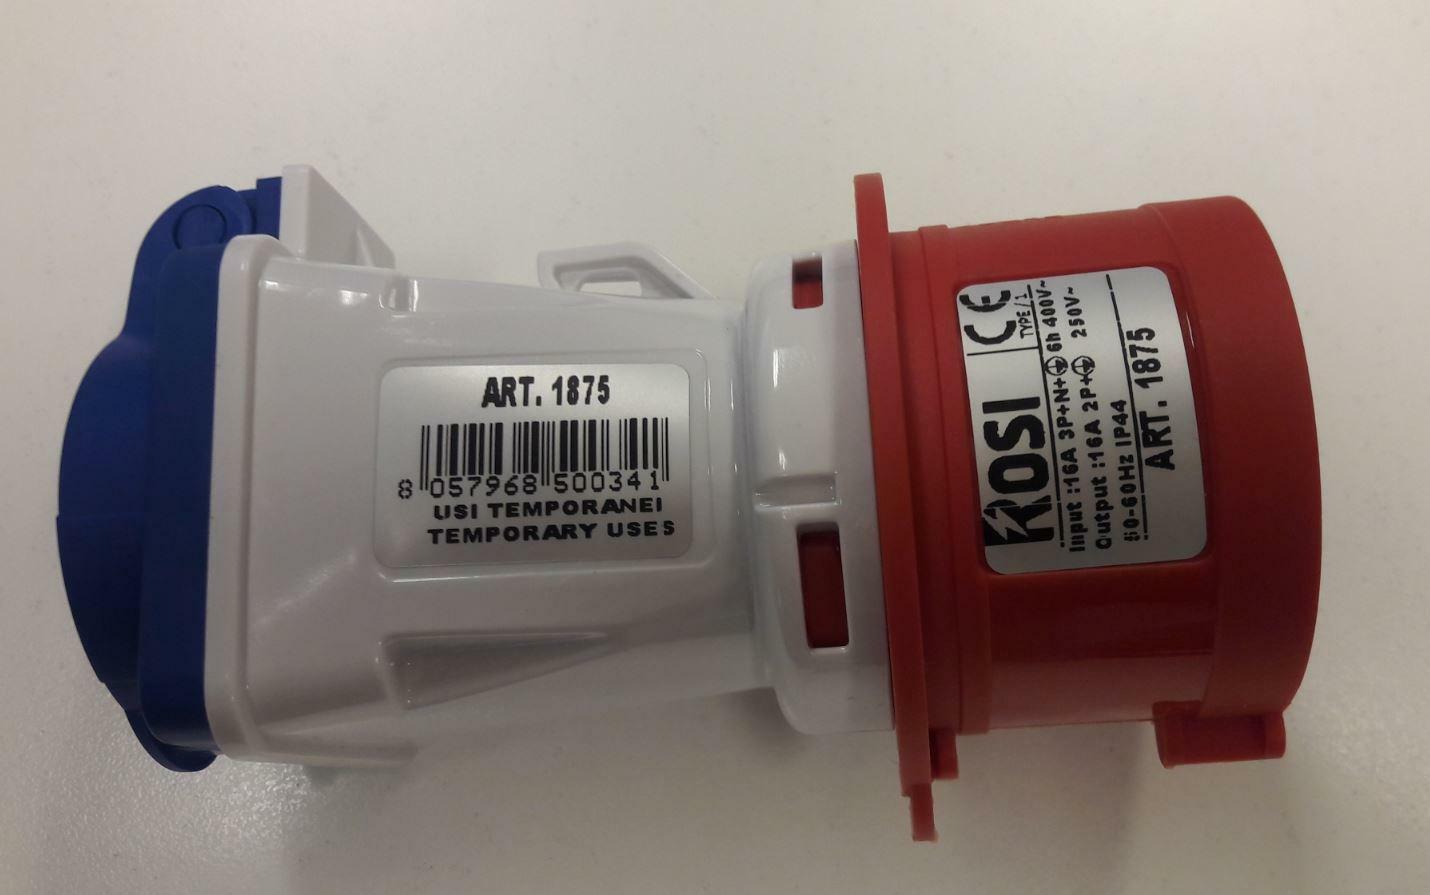 ART. 1875
8 057968 500341
USI TEMPORANEI
TEMPORARY USES
ROSI CE
TYPE/1
Input :16A 3P+N+⏚ 6h 400V~
Output :16A 2P+⏚ 250V~
50-60Hz IP44
ART. 1875